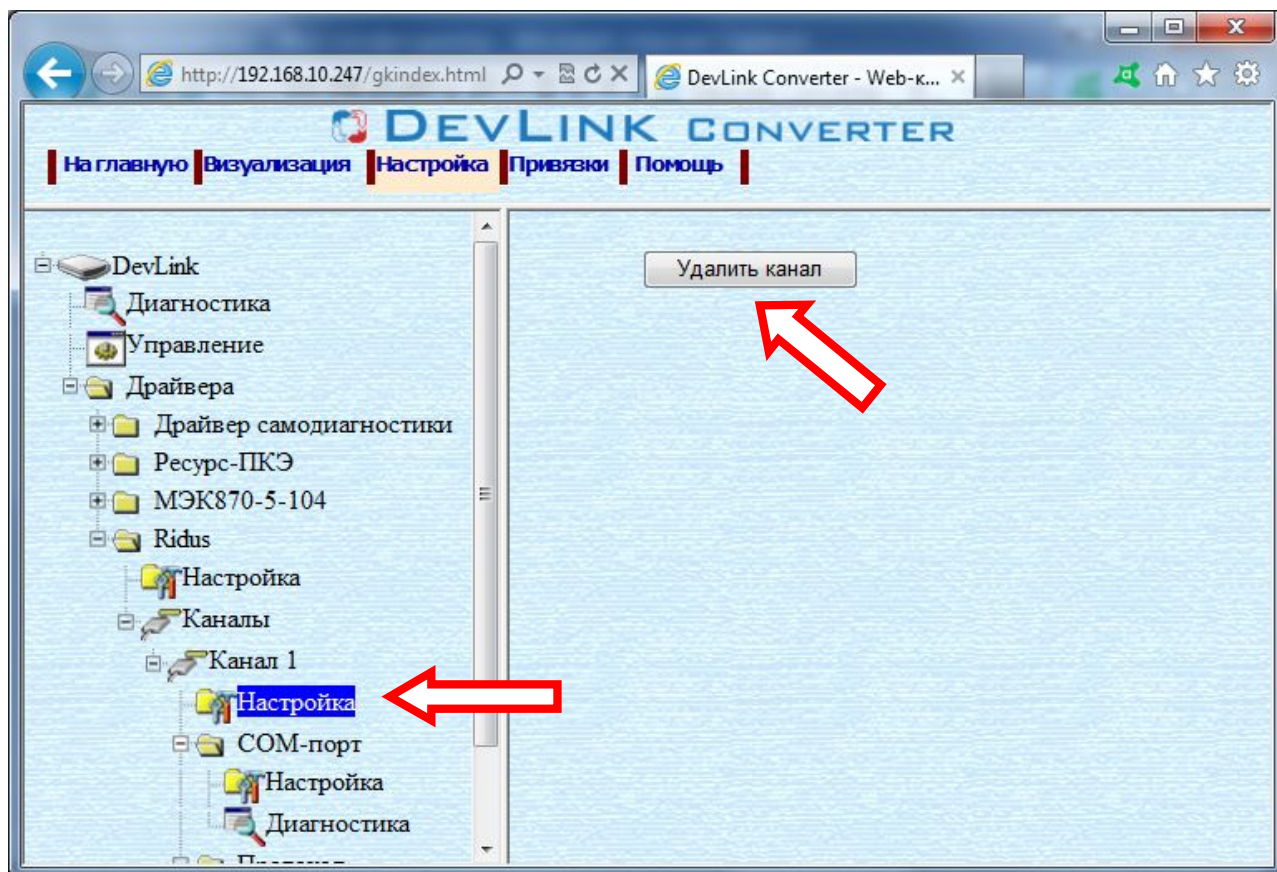 http://192.168.10.247/gkindex.html
DevLink Converter - Web-к...
DEVLINK CONVERTER
На главную Визуализация Настройка Привязки Помощь
Удалить канал
DevLink
Диагностика
Управление
Драйвера
Драйвер самодиагностики
Ресурс-ПКЭ
МЭК870-5-104
Ridus
Настройка
Каналы
Канал 1
Настройка
COM-порт
Настройка
Диагностика